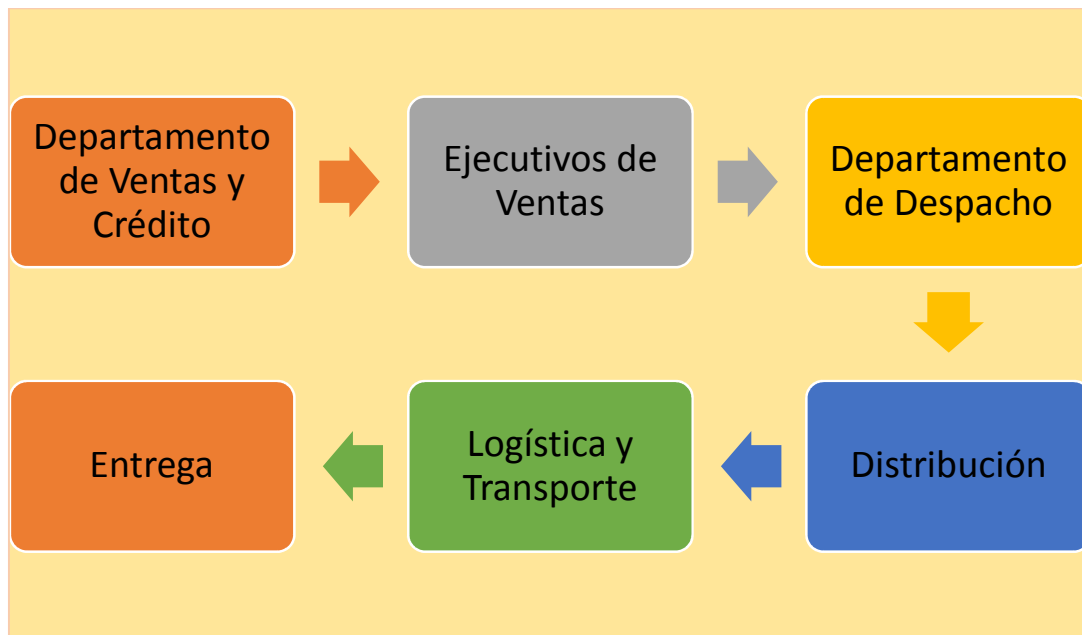 Departamento
de Ventas y
Crédito
Ejecutivos de
Ventas
Departamento
de Despacho
Distribución
Logística y
Transporte
Entrega